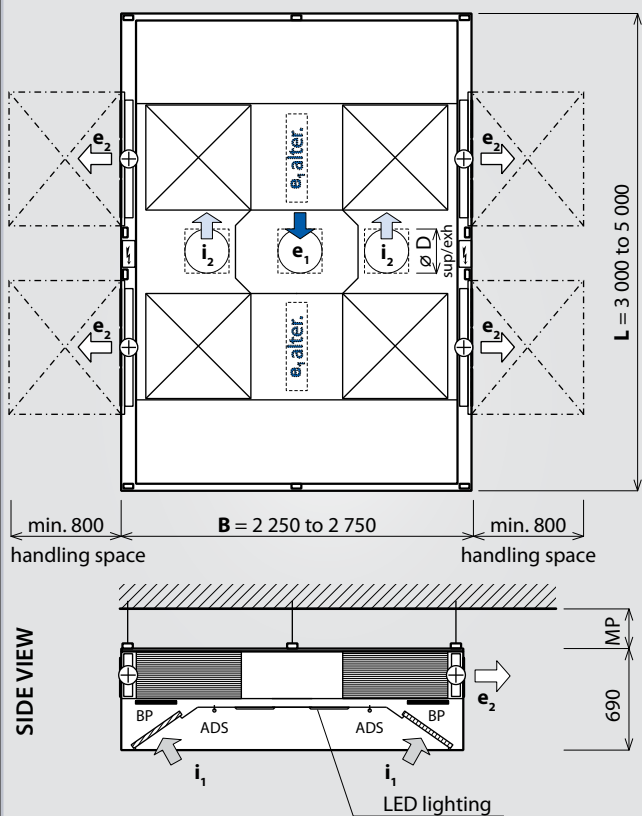 e₂
e₁ alter.
e₂
i₂
e₁
i₂
ø D
sup/exh
e₂
e₁ alter.
e₂
L = 3 000 to 5 000
min. 800
B = 2 250 to 2 750
min. 800
handling space
handling space
SIDE VIEW
MP
690
e₂
BP
ADS
ADS
BP
i₁
i₁
LED lighting